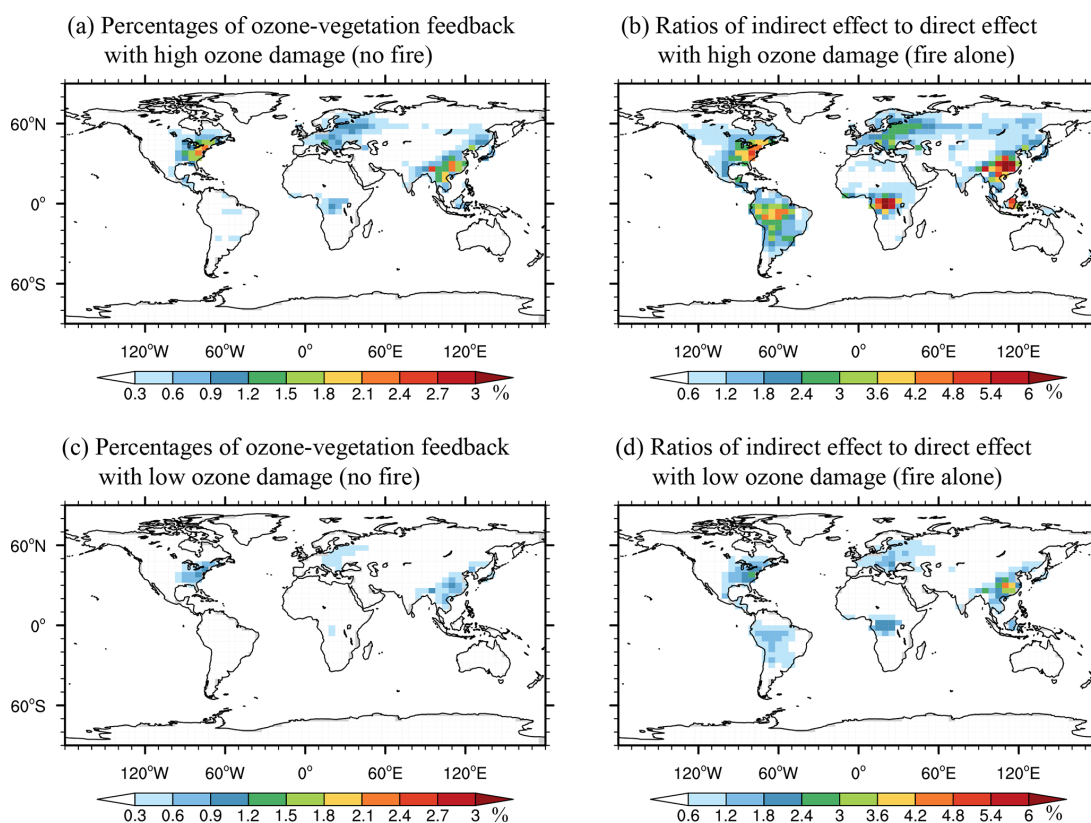 (a) Percentages of ozone-vegetation feedback
with high ozone damage (no fire)
(b) Ratios of indirect effect to direct effect
with high ozone damage (fire alone)
60°N
0°
60°S
120°W 60°W 0° 60°E 120°E
120°W 60°W 0° 60°E 120°E
0.3 0.6 0.9 1.2 1.5 1.8 2.1 2.4 2.7 3 %
0.6 1.2 1.8 2.4 3 3.6 4.2 4.8 5.4 6 %
(c) Percentages of ozone-vegetation feedback
with low ozone damage (no fire)
(d) Ratios of indirect effect to direct effect
with low ozone damage (fire alone)
60°N
0°
60°S
120°W 60°W 0° 60°E 120°E
120°W 60°W 0° 60°E 120°E
0.3 0.6 0.9 1.2 1.5 1.8 2.1 2.4 2.7 3 %
0.6 1.2 1.8 2.4 3 3.6 4.2 4.8 5.4 6 %